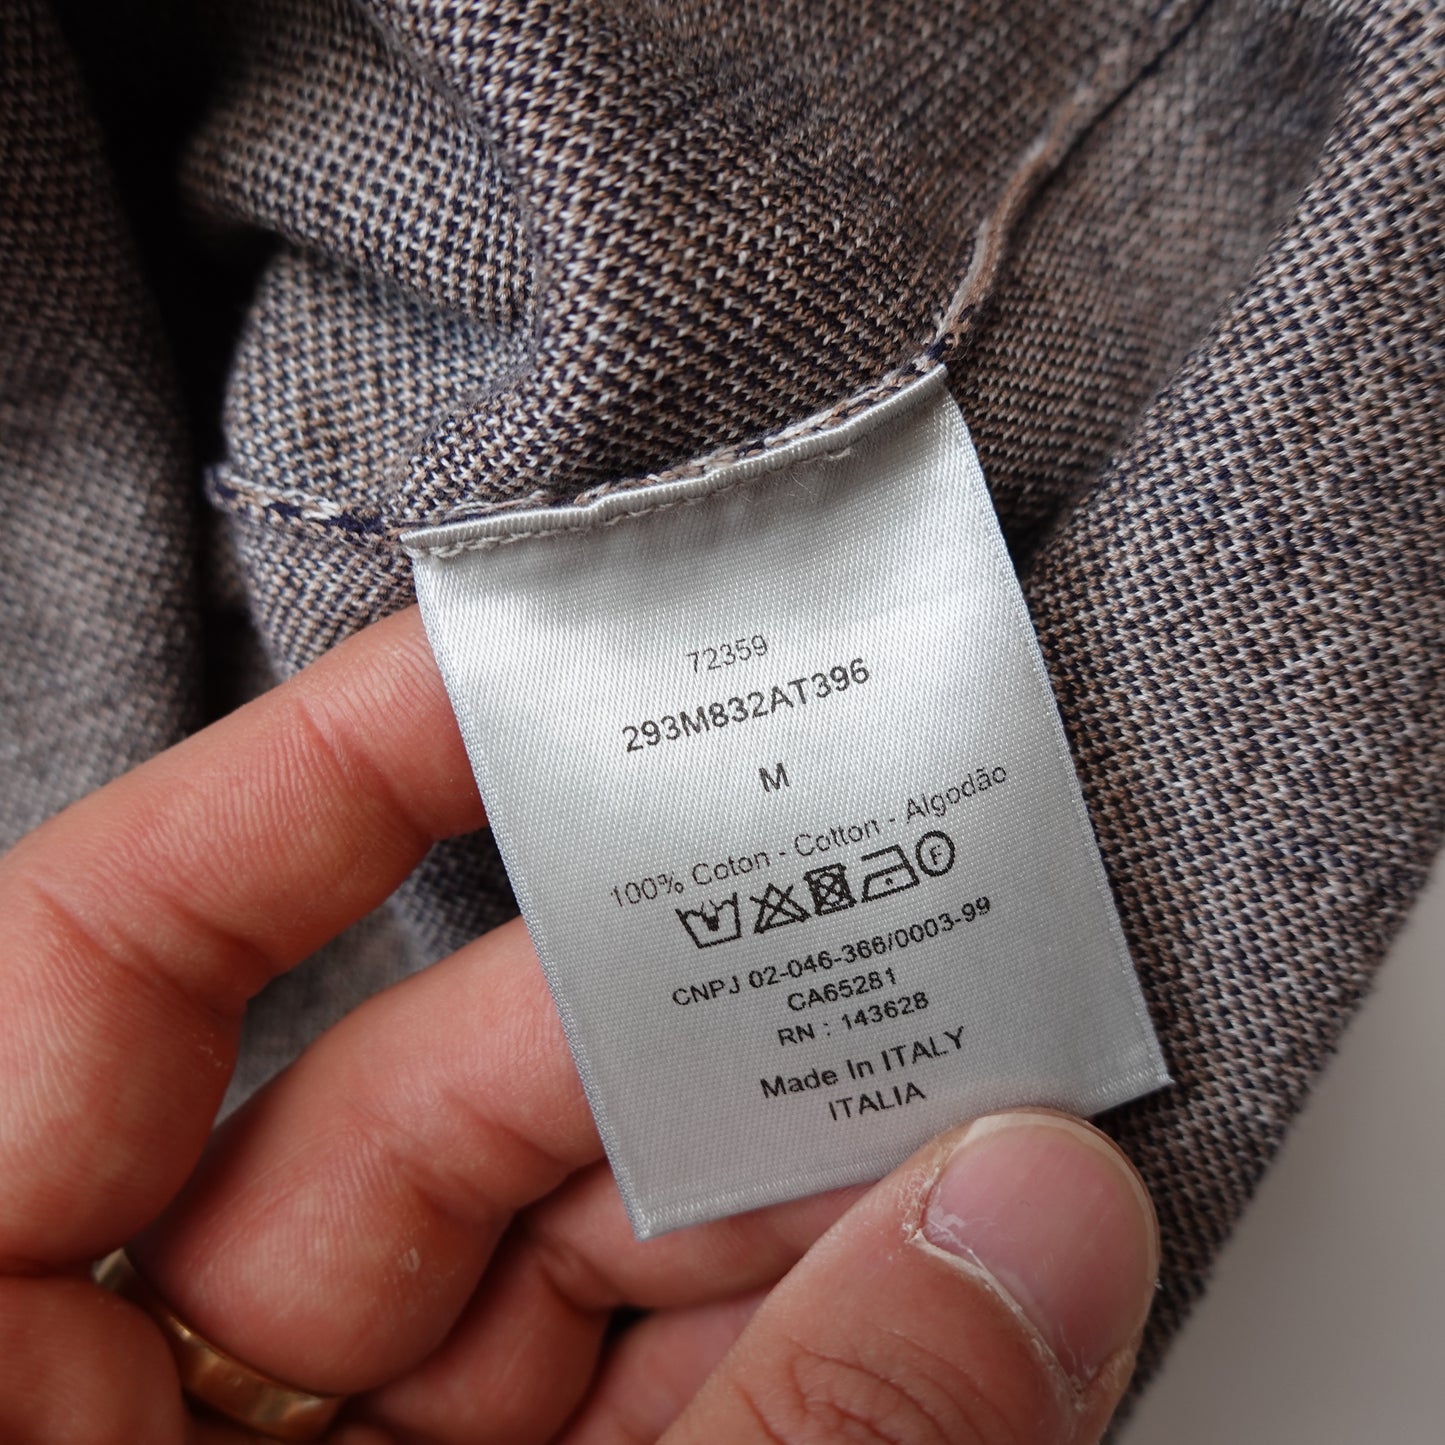 72359
293M832AT396
M
100% Coton - Cotton - Algodão
F
CNPJ 02-046-366/0003-99
CA65281
RN : 143628
Made In ITALY
ITALIA